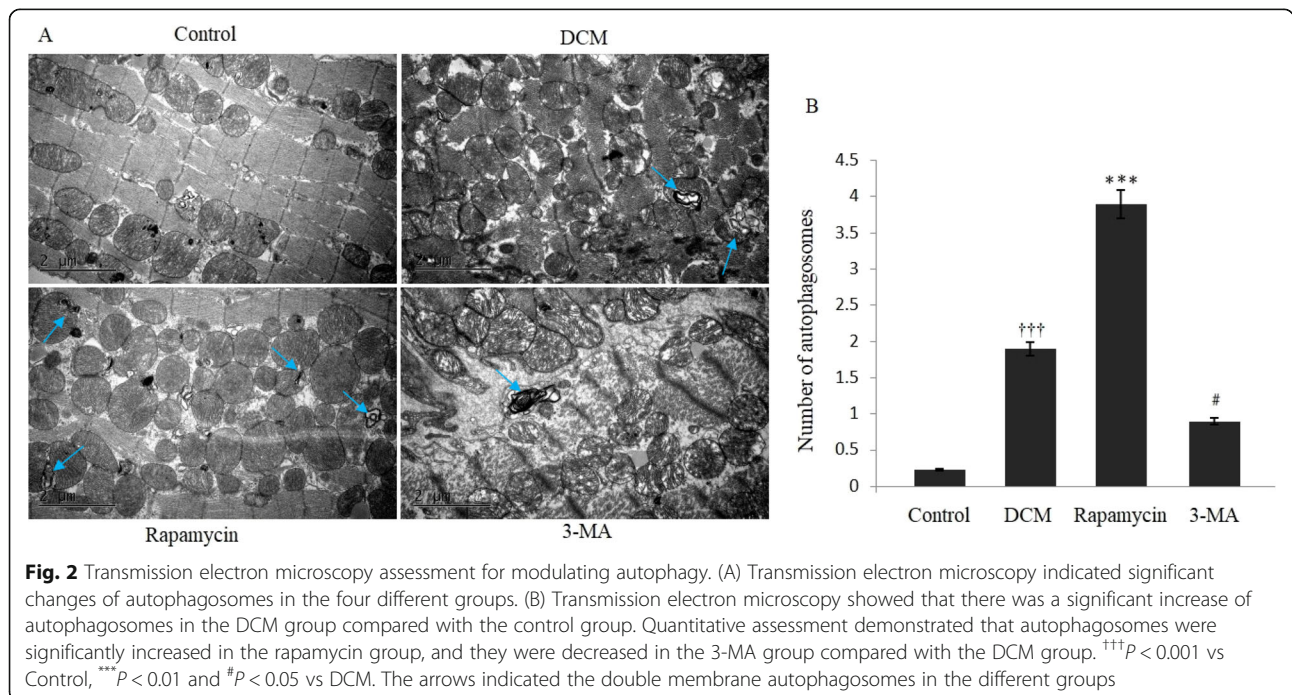 A
Control
DCM
2 μm
2 μm
2 μm
2 μm
Rapamycin
3-MA
B
Number of autophagosomes
4.5
4
3.5
3
2.5
2
1.5
1
0.5
0
†††
***
#
Control
DCM
Rapamycin
3-MA
Fig. 2 Transmission electron microscopy assessment for modulating autophagy. (A) Transmission electron microscopy indicated significant
changes of autophagosomes in the four different groups. (B) Transmission electron microscopy showed that there was a significant increase of
autophagosomes in the DCM group compared with the control group. Quantitative assessment demonstrated that autophagosomes were
significantly increased in the rapamycin group, and they were decreased in the 3-MA group compared with the DCM group. †††P < 0.001 vs
Control, ***P < 0.01 and #P < 0.05 vs DCM. The arrows indicated the double membrane autophagosomes in the different groups